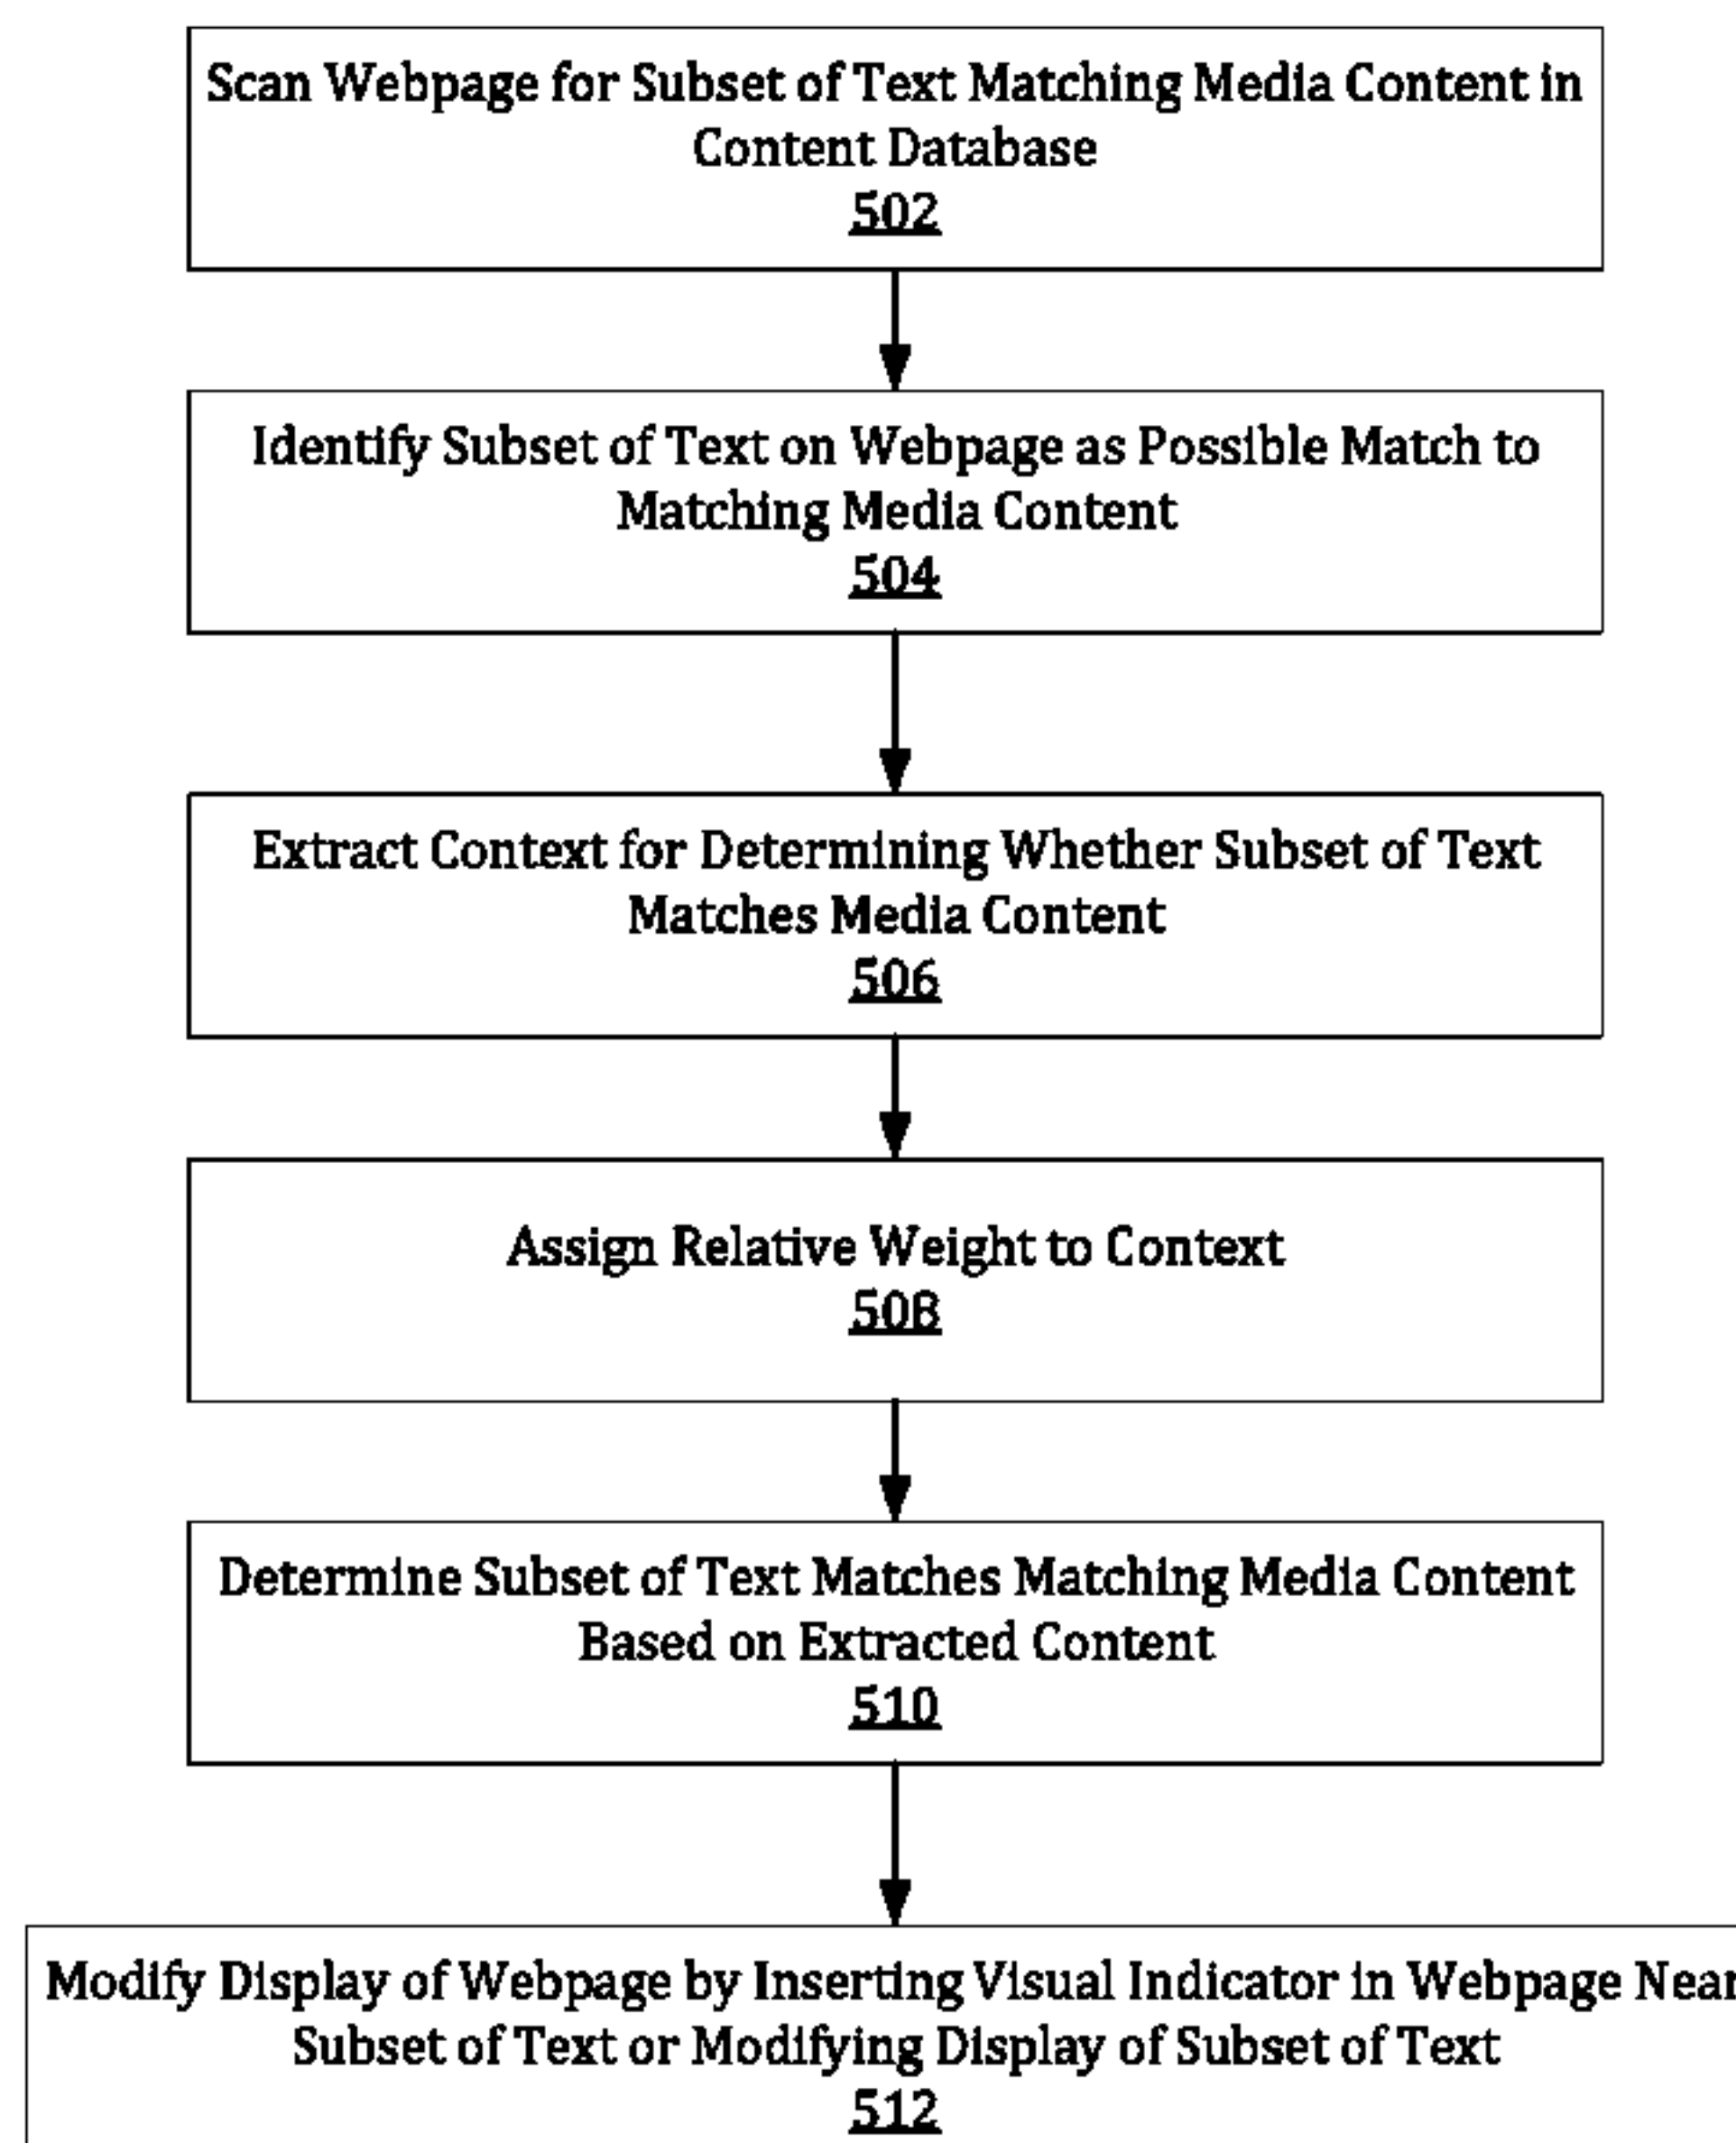 Scan Webpage for Subset of Text Matching Media Content in
Content Database
502
Identify Subset of Text on Webpage as Possible Match to
Matching Media Content
504
Extract Context for Determining Whether Subset of Text
Matches Media Content
506
Assign Relative Weight to Context
508
Determine Subset of Text Matches Matching Media Content
Based on Extracted Content
510
Modify Display of Webpage by Inserting Visual Indicator in Webpage Near
Subset of Text or Modifying Display of Subset of Text
512